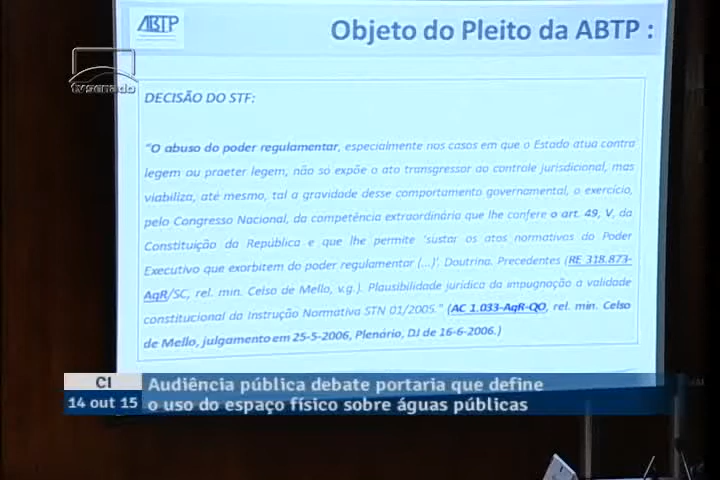 ABTP
Objeto do Pleito da ABTP :
tv senado
DECISÃO DO STF:
"O abuso do poder regulamentar, especialmente nos casos em que o Estado atua contra
legem ou praeter legem, não só expõe o ato transgressor ao controle jurisdicional, mas
viabiliza, até mesmo, tal a gravidade desse comportamento governamental, o exercício,
pelo Congresso Nacional, da competência extraordinária que lhe confere o art. 49, V, da
Constituição da República e que lhe permite 'sustar os atos normativos do Poder
Executivo que exorbitem do poder regulamentar (...)'. Doutrina. Precedentes (RE 318.873-
AgR/SC, rel. min. Celso de Mello, v.g.). Plausibilidade jurídica da impugnação a validade
constitucional da Instrução Normativa STN 01/2005." (AC 1.033-AgR-QO, rel. min. Celso
de Mello, julgamento em 25-5-2006, Plenário, DJ de 16-6-2006.)
CI
14 out 15
Audiência pública debate portaria que define
o uso do espaço físico sobre águas públicas